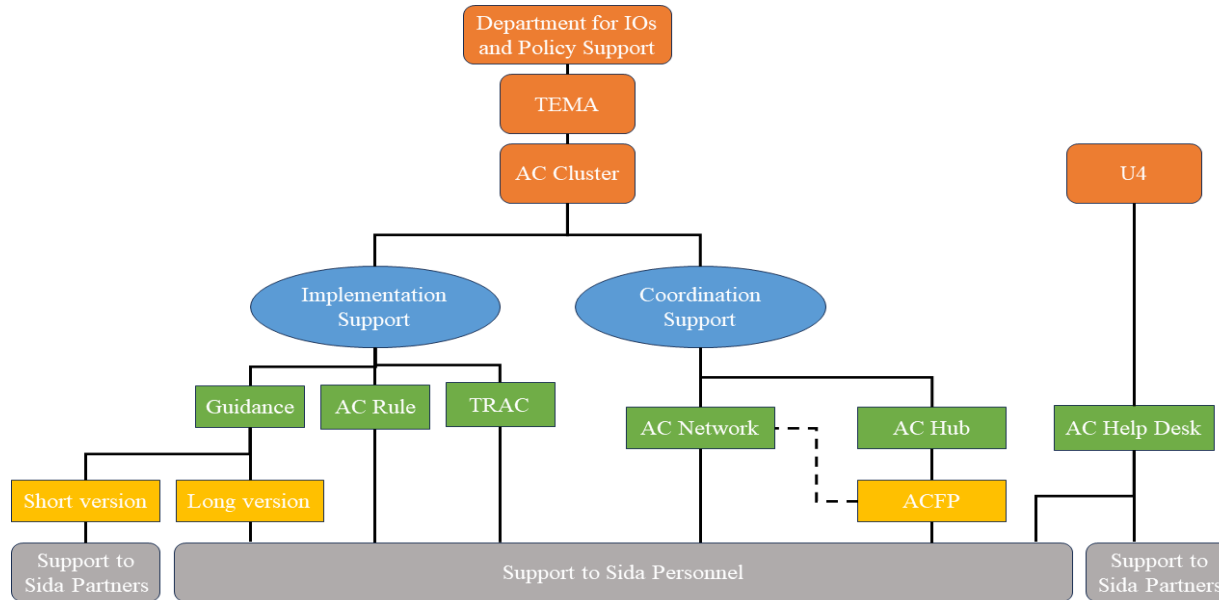 Department for IOs
and Policy Support
TEMA
AC Cluster
U4
Implementation
Support
Coordination
Support
Guidance
AC Rule
TRAC
AC Network
AC Hub
AC Help Desk
Short version
Long version
ACFP
Support to
Sida Partners
Support to Sida Personnel
Support to
Sida Partners